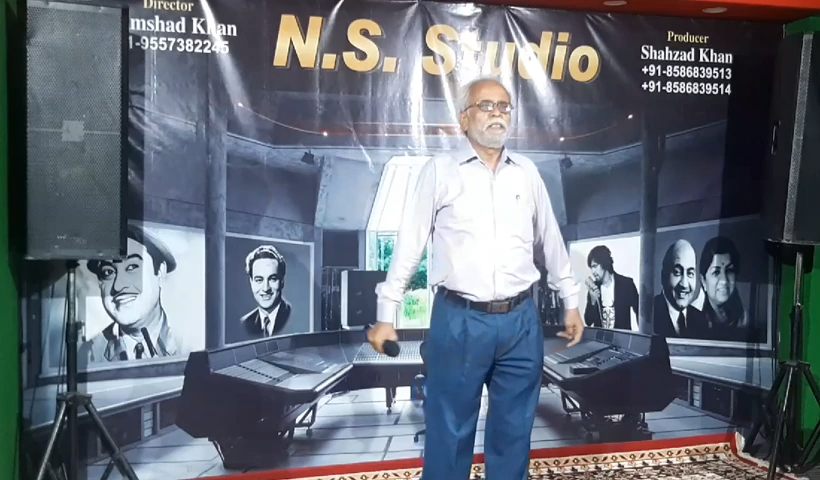 Director
mshad Khan
1-9557382245
N.S. Studio
Producer
Shahzad Khan
+91-8586839513
+91-8586839514